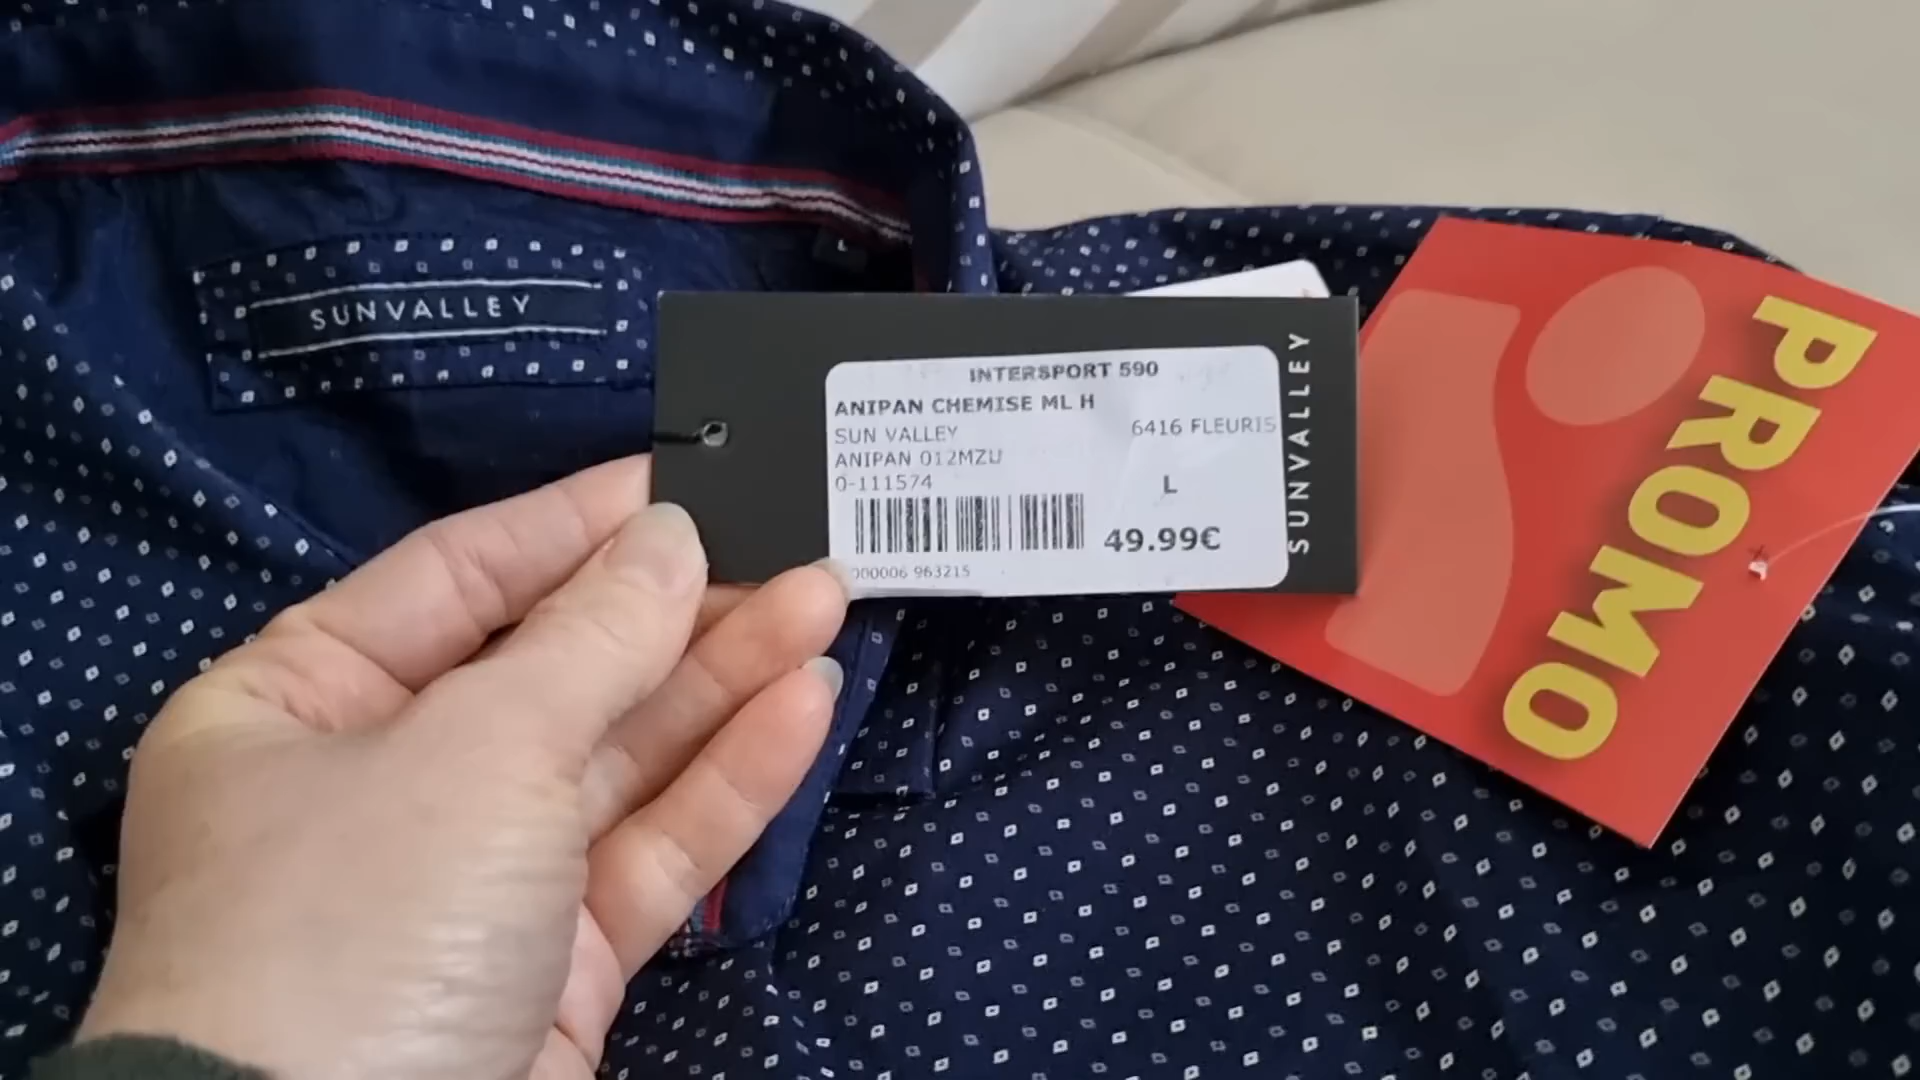 SUNVALLEY
L
INTERSPORT 590
ANIPAN CHEMISE ML H
SUN VALLEY
6416 FLEURIS
ANIPAN 012MZU
0-111574
L
49.99€
000006 963215
SUNVALLEY
PROMO